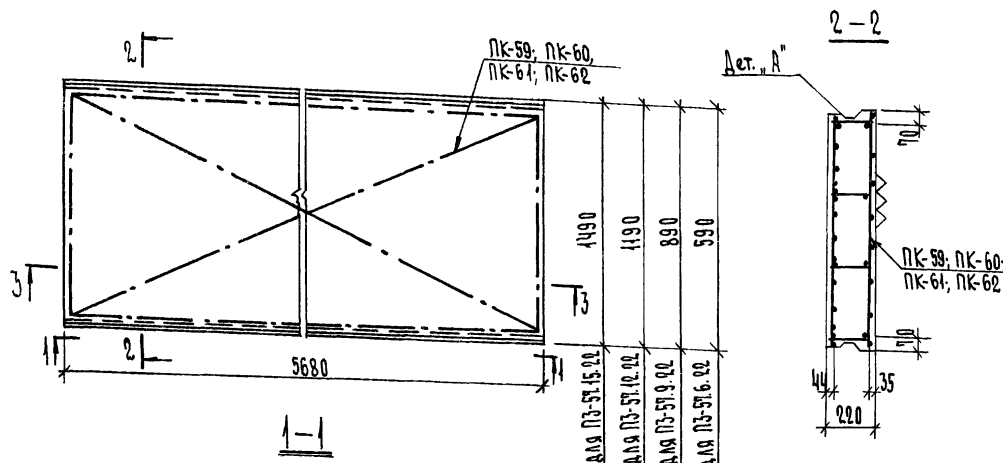 2
2 – 2
ПК-59; ПК-60,
ПК-61; ПК-62
Дет. „А"
70
1490
1190
890
590
ПК-59; ПК-60;
ПК-61; ПК-62
3
3
1
2
1
5680
70
44
35
220
1–1
для ПЗ-57.15.22
для ПЗ-57.12.22
для ПЗ-57.9.22
для ПЗ-57.6.22